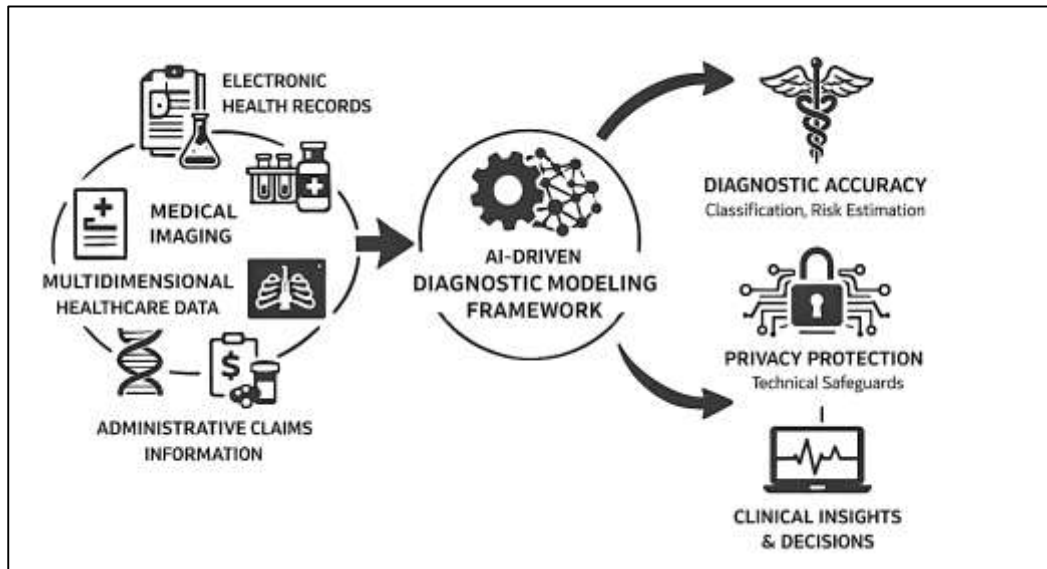 ELECTRONIC
HEALTH RECORDS
MEDICAL
IMAGING
MULTIDIMENSIONAL
HEALTHCARE DATA
$
ADMINISTRATIVE CLAIMS
INFORMATION
AI-DRIVEN
DIAGNOSTIC MODELING
FRAMEWORK
DIAGNOSTIC ACCURACY
Classification, Risk Estimation
PRIVACY PROTECTION
Technical Safeguards
CLINICAL INSIGHTS
& DECISIONS